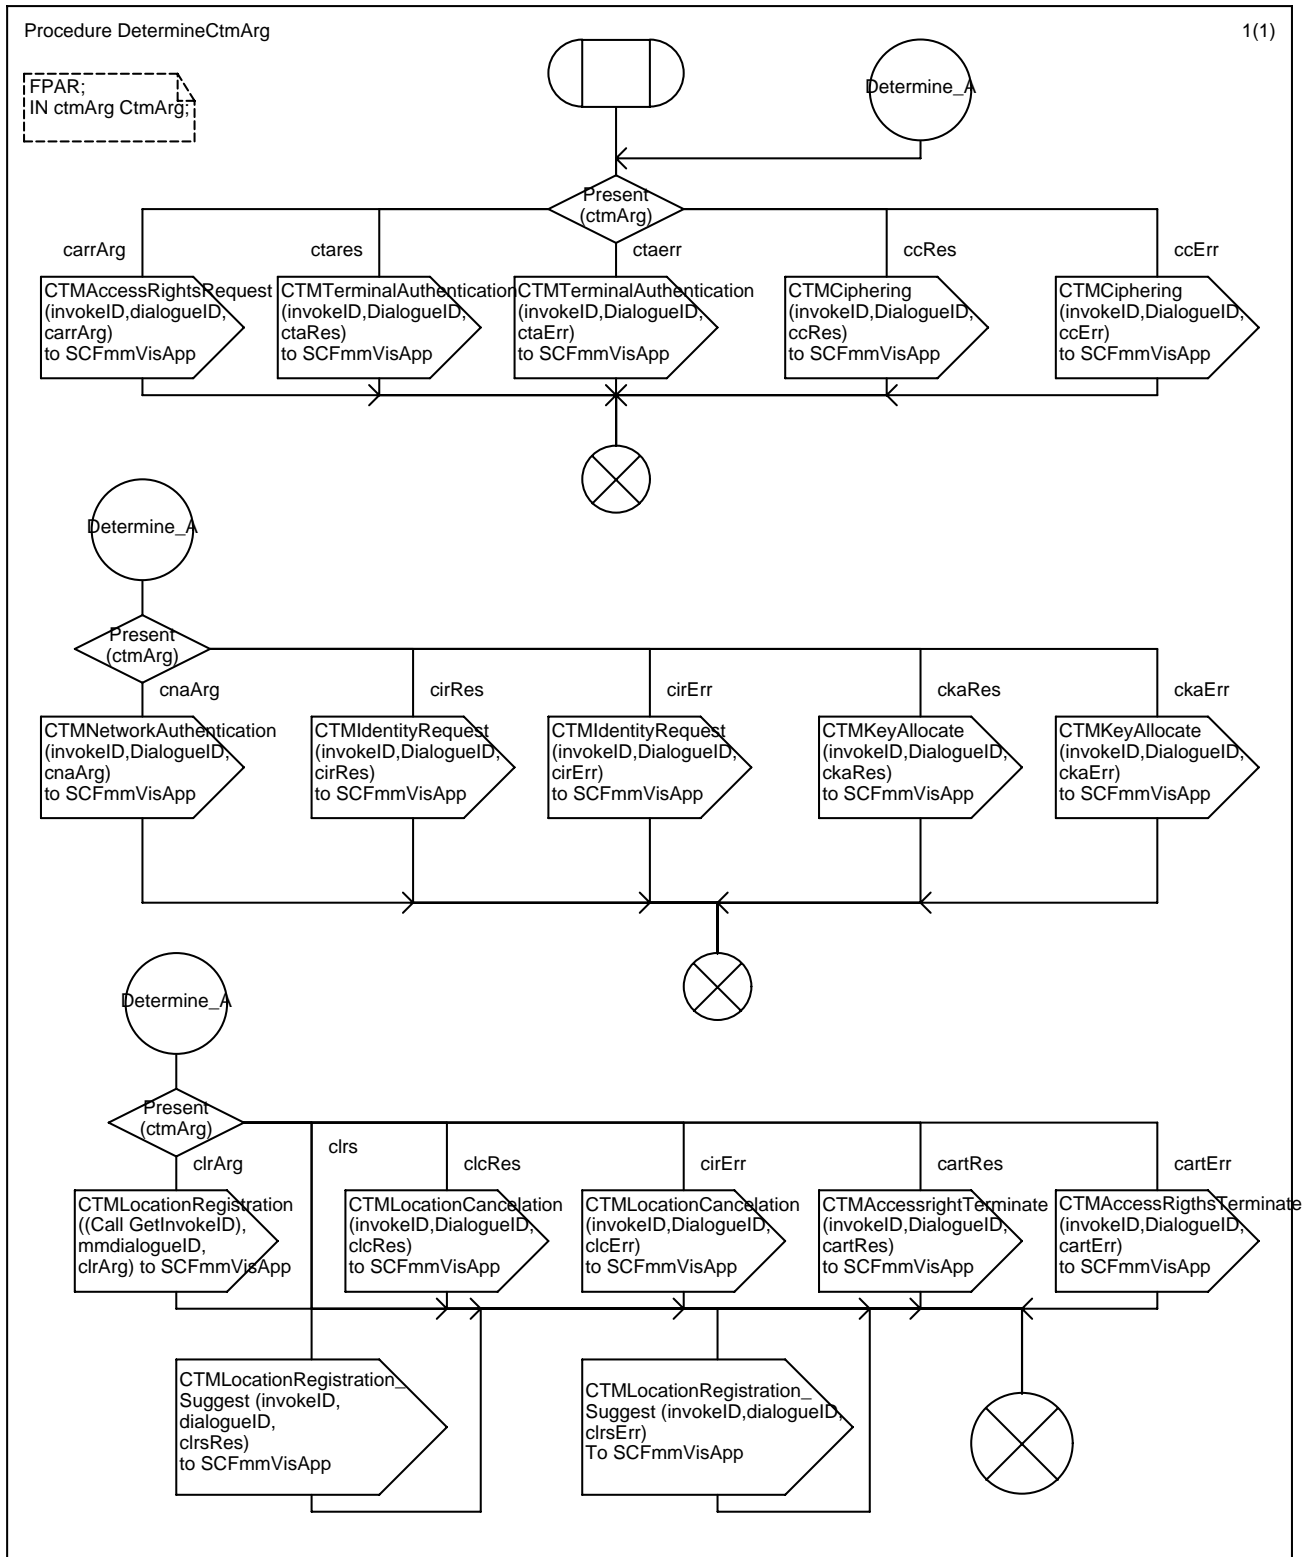 Procedure DetermineCtmArg
1(1)
FPAR;
IN ctmArg CtmArg;
Determine_A
Present
(ctmArg)
carrArg
ctares
ctaerr
ccRes
ccErr
CTMAccessRightsRequest
(invokeID,dialogueID,
carrArg)
to SCFmmVisApp
CTMTerminalAuthentication
(invokeID,DialogueID,
ctaRes)
to SCFmmVisApp
CTMTerminalAuthentication
(invokeID,DialogueID,
ctaErr)
to SCFmmVisApp
CTMCiphering
(invokeID,DialogueID,
ccRes)
to SCFmmVisApp
CTMCiphering
(invokeID,DialogueID,
ccErr)
to SCFmmVisApp
Determine_A
Present
(ctmArg)
cnaArg
cirRes
cirErr
ckaRes
ckaErr
CTMNetworkAuthentication
(invokeID,DialogueID,
cnaArg)
to SCFmmVisApp
CTMIdentityRequest
(invokeID,DialogueID,
cirRes)
to SCFmmVisApp
CTMIdentityRequest
(invokeID,DialogueID,
cirErr)
to SCFmmVisApp
CTMKeyAllocate
(invokeID,DialogueID,
ckaRes)
to SCFmmVisApp
CTMKeyAllocate
(invokeID,DialogueID,
ckaErr)
to SCFmmVisApp
Determine_A
Present
(ctmArg)
clrArg
clrs
clcRes
cirErr
cartRes
cartErr
CTMLocationRegistration
((Call GetInvokeID),
mmdialogueID,
clrArg) to SCFmmVisApp
CTMLocationCancelation
(invokeID,DialogueID,
clcRes)
to SCFmmVisApp
CTMLocationCancelation
(invokeID,DialogueID,
clcErr)
to SCFmmVisApp
CTMAccessrightTerminate
(invokeID,DialogueID,
cartRes)
to SCFmmVisApp
CTMAccessRigthsTerminate
(invokeID,DialogueID,
cartErr)
to SCFmmVisApp
CTMLocationRegistration_
Suggest (invokeID,
dialogueID,
clrsRes)
to SCFmmVisApp
CTMLocationRegistration_
Suggest (invokeID,dialogueID,
clrsErr)
To SCFmmVisApp